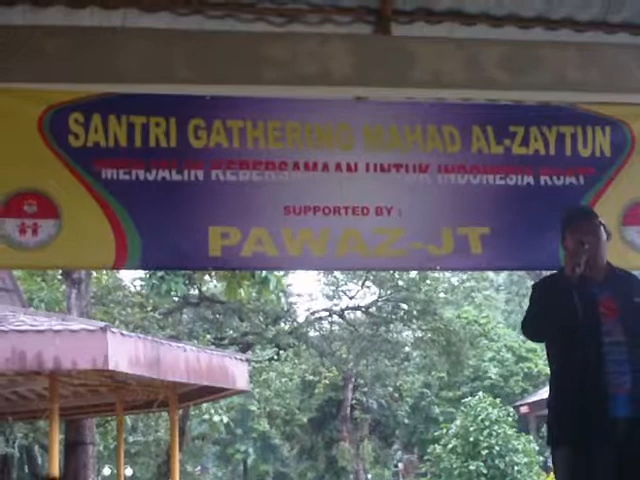 SANTRI GATHERING MAHAD AL-ZAYTUN
"MENJALIN KEBERSAMAAN UNTUK INDONESIA KUAT"
SUPPORTED BY :
PAWAZ-JT